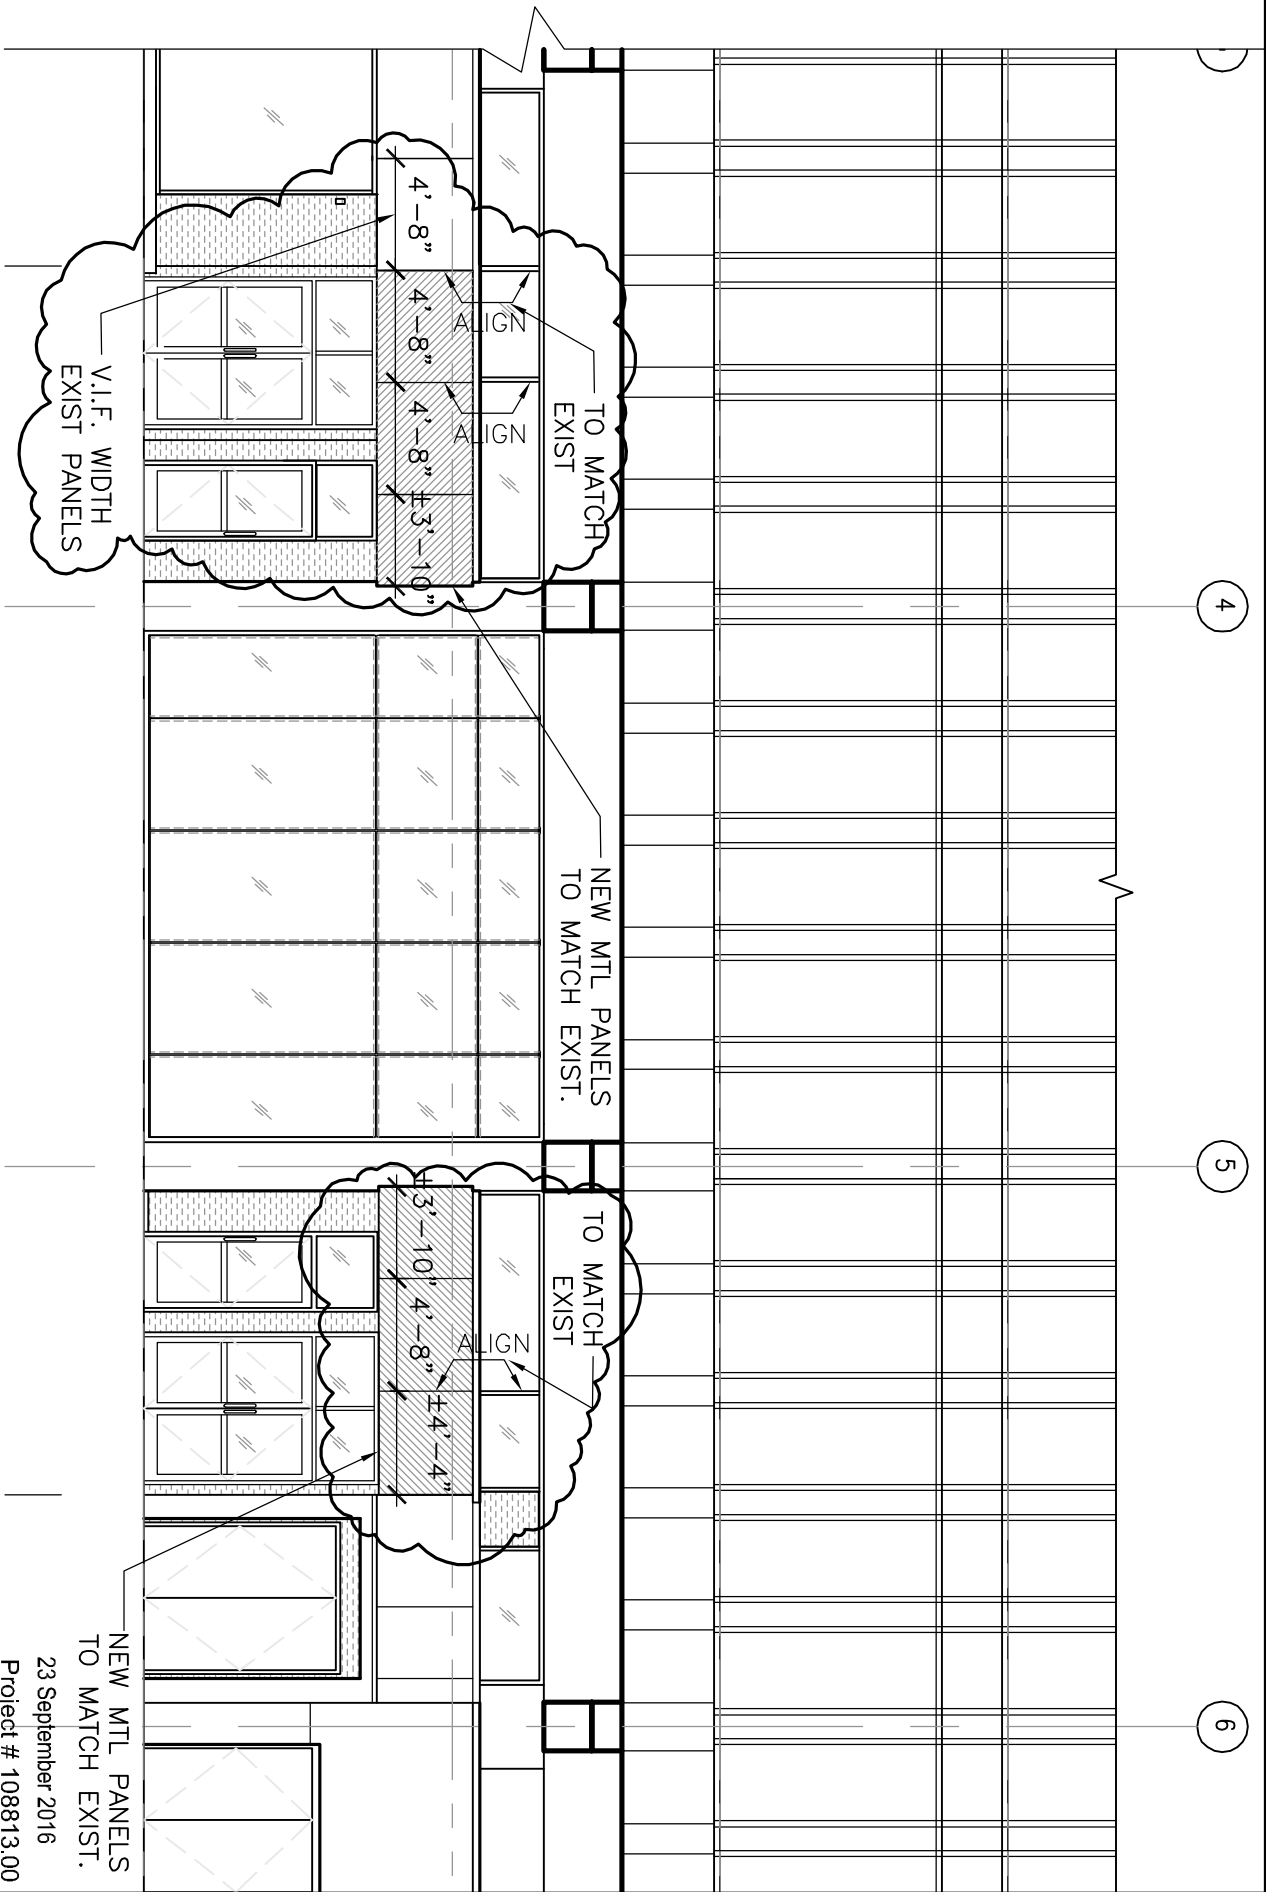 4
5
6
TO MATCH
EXIST
TO MATCH
EXIST
NEW MTL PANELS
TO MATCH EXIST.
ALIGN
ALIGN
ALIGN
4'-8"
4'-8"
4'-8"
±3'-10"
±3'-10"
4'-8"
±4'-4"
V.I.F. WIDTH
EXIST PANELS
NEW MTL PANELS
TO MATCH EXIST.
23 September 2016
Project # 108813.00